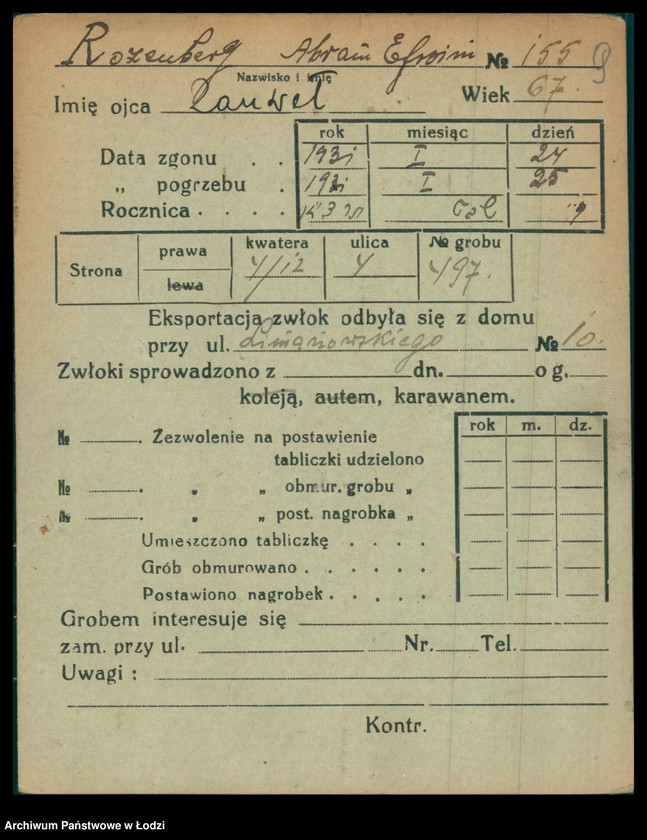 Rozenberg Abram Efroim № 155
Nazwisko i imię
Imię ojca Wiek 67.
rok miesiąc dzień
Data zgonu . . 1931 I 24
„ pogrzebu . 1931 I 25
Rocznica . . . .
Strona prawa lewa kwatera ulica № grobu
Y/12 Y 497.
Eksportacja zwłok odbyła się z domu
przy ul. Limanowskiego № 10.
Zwłoki sprowadzono z dn. o g.
koleją, autem, karawanem.
rok m. dz.
№ . Zezwolenie na postawienie
tabliczki udzielono
№ . „ „ obmur. grobu „
№ . „ „ post. nagrobka „
Umieszczono tabliczkę . . . .
Grób obmurowano . . . . .
Postawiono nagrobek . . . .
Grobem interesuje się
zam. przy ul. Nr. Tel.
Uwagi :
Kontr.
Archiwum Państwowe w Łodzi